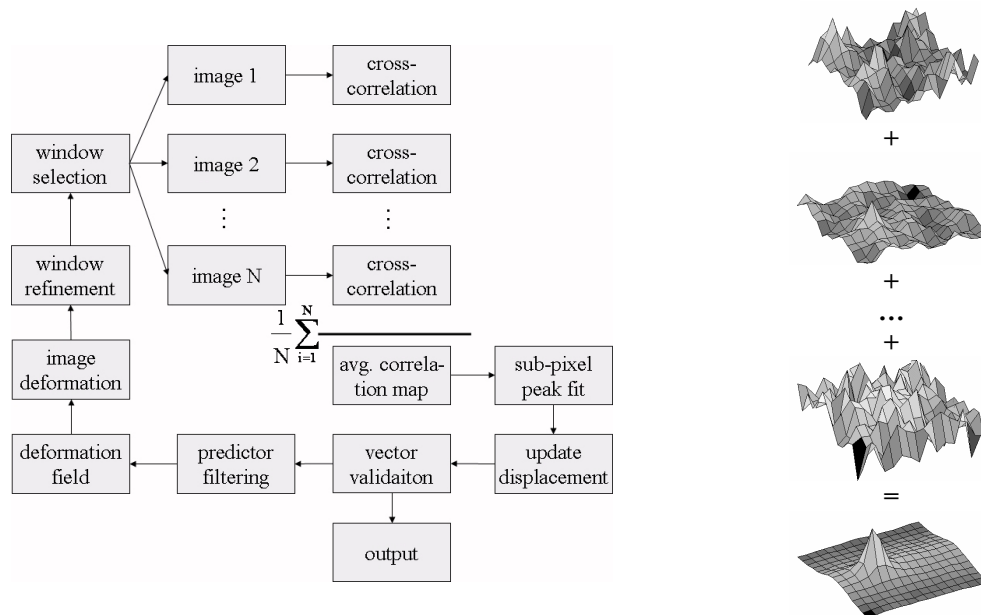 image 1
cross-
correlation
window
selection
image 2
cross-
correlation
⋮
⋮
window
refinement
image N
cross-
correlation
1/N N∑i=1
image
deformation
avg. correla-
tion map
sub-pixel
peak fit
deformation
field
predictor
filtering
vector
validaiton
update
displacement
output
+
+
...
+
=